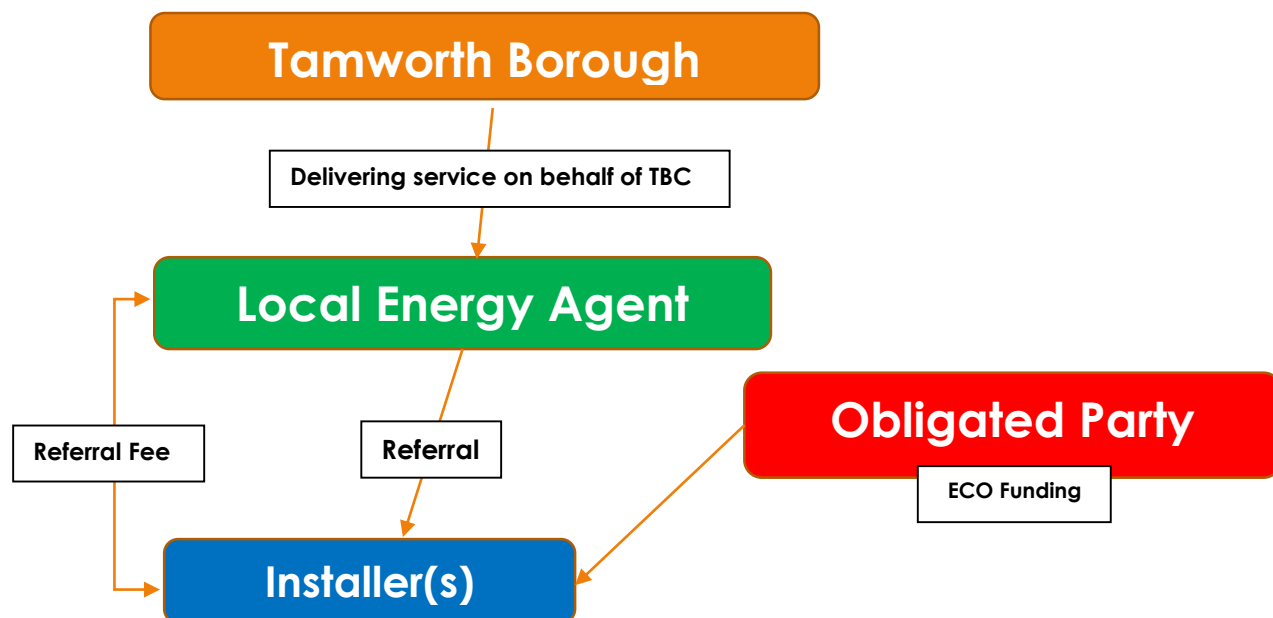 Tamworth Borough
Delivering service on behalf of TBC
Local Energy Agent
Obligated Party
Referral Fee
Referral
ECO Funding
Installer(s)